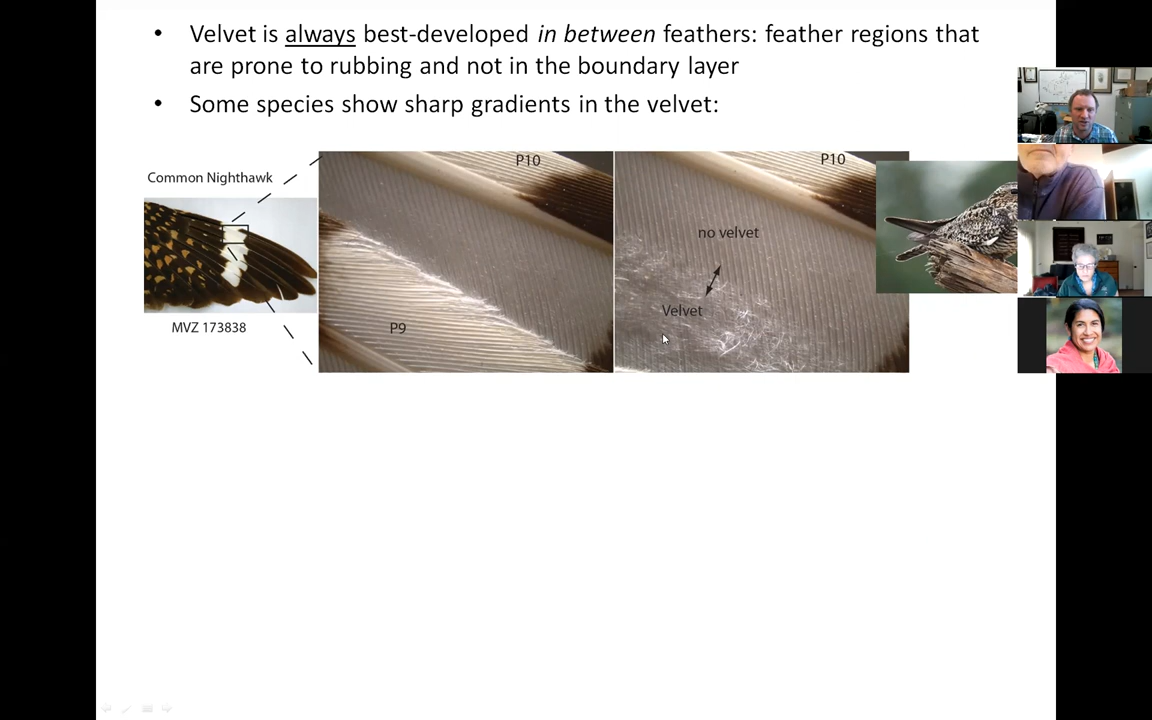 • Velvet is always best-developed in between feathers: feather regions that
are prone to rubbing and not in the boundary layer
• Some species show sharp gradients in the velvet:
Common Nighthawk
MVZ 173838
P10
P9
P10
no velvet
Velvet